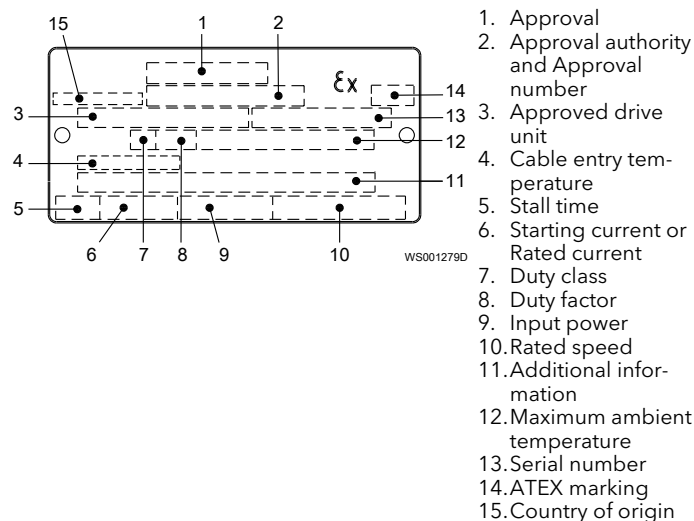 15
1
2
Ex
14
3
13
12
4
11
5
6
7
8
9
10
WS001279D
1. Approval
2. Approval authority
and Approval
number
3. Approved drive
unit
4. Cable entry tem-
perature
5. Stall time
6. Starting current or
Rated current
7. Duty class
8. Duty factor
9. Input power
10.Rated speed
11.Additional infor-
mation
12.Maximum ambient
temperature
13.Serial number
14.ATEX marking
15.Country of origin